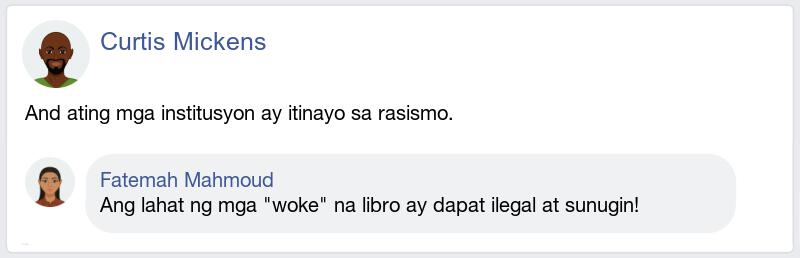 Curtis Mickens
And ating mga institusyon ay itinayo sa rasismo.
Fatemah Mahmoud
Ang lahat ng mga "woke" na libro ay dapat ilegal at sunugin!